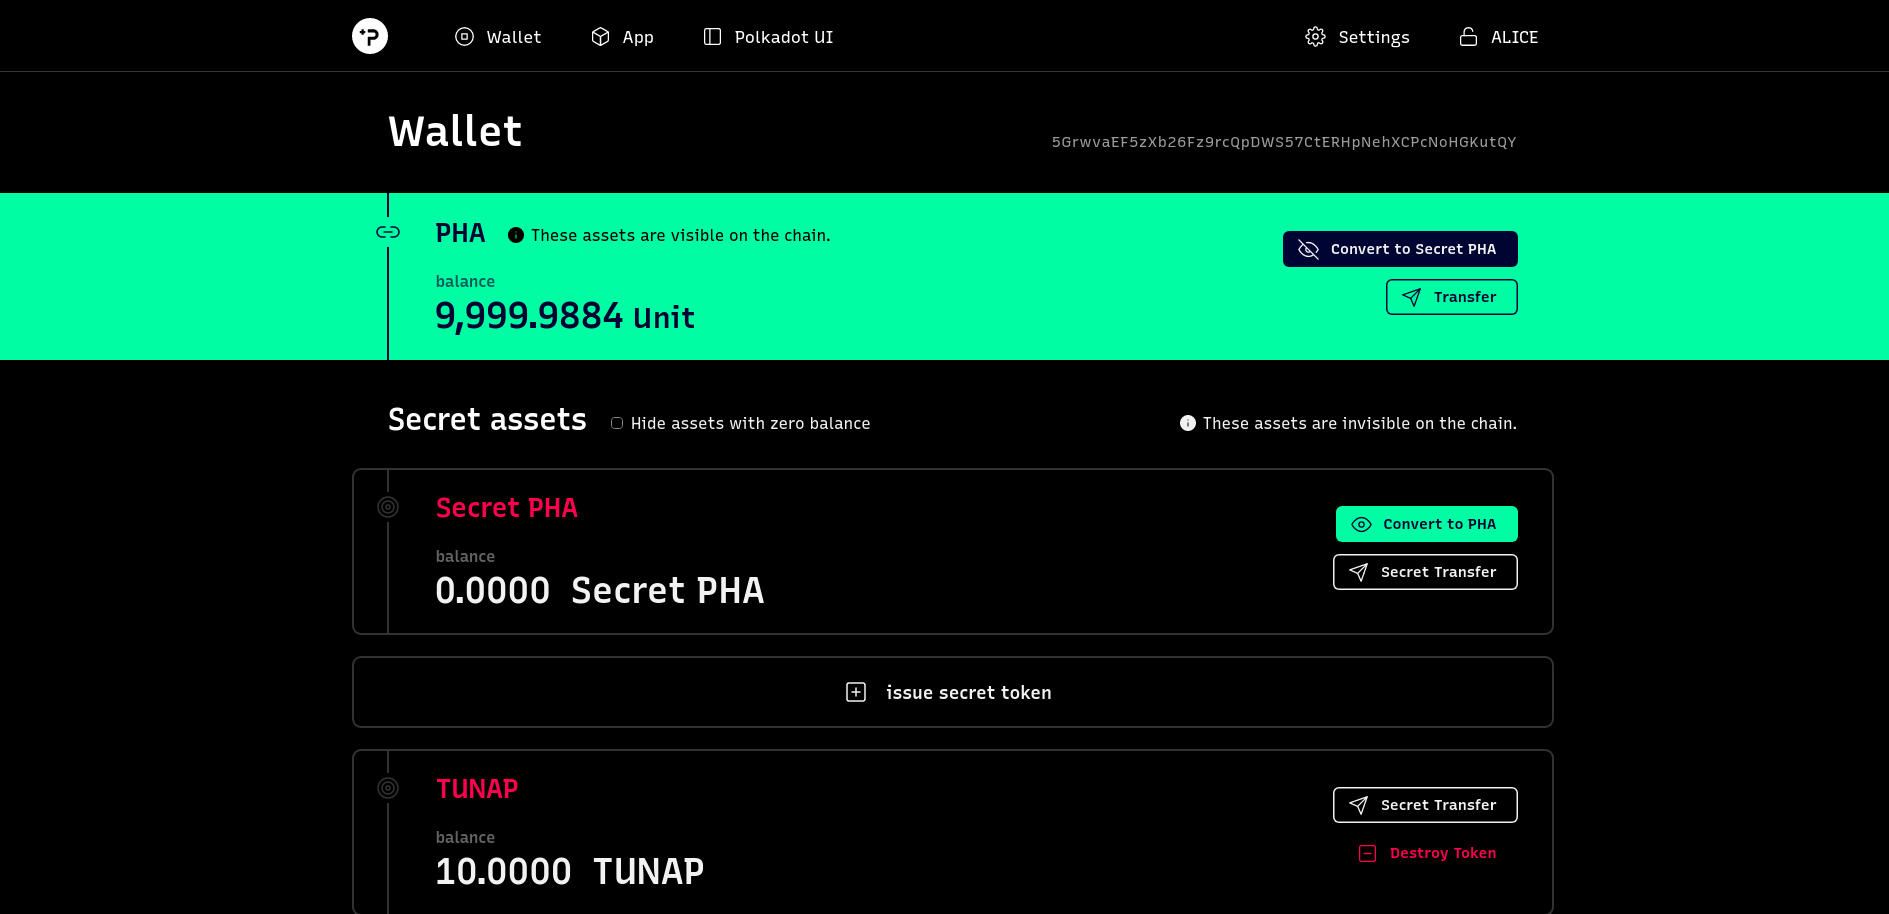 Wallet App Polkadot UI Settings ALICE
Wallet
5GrwvaEF5zXb26Fz9rcQpDWS57CtERHpNehXCPcNoHGKutQY
PHA These assets are visible on the chain.
Convert to Secret PHA
balance
Transfer
9,999.9884 Unit
Secret assets Hide assets with zero balance These assets are invisible on the chain.
Secret PHA
Convert to PHA
balance
Secret Transfer
0.0000 Secret PHA
issue secret token
TUNAP
Secret Transfer
balance
Destroy Token
10.0000 TUNAP